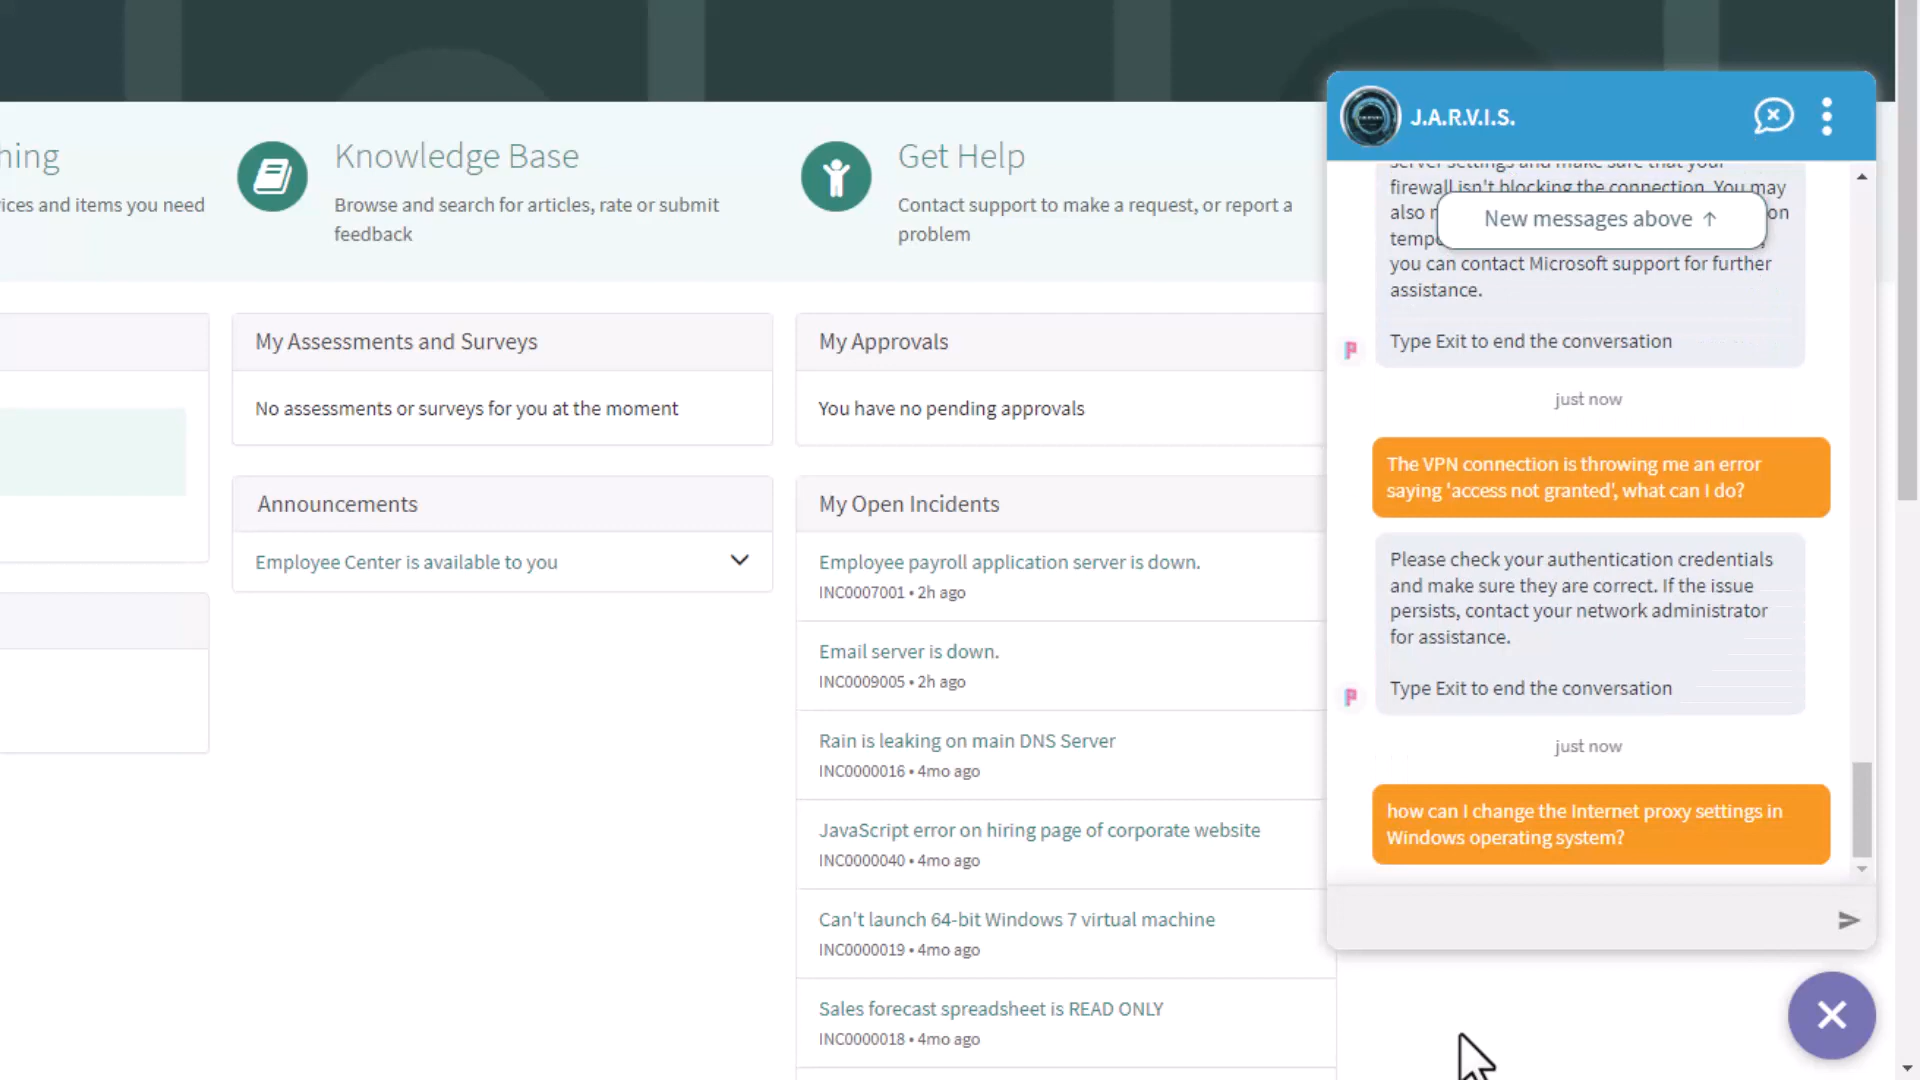 hing
ices and items you need
Knowledge Base
Browse and search for articles, rate or submit
feedback
Get Help
Contact support to make a request, or report a
problem
My Assessments and Surveys
No assessments or surveys for you at the moment
Announcements
Employee Center is available to you
My Approvals
You have no pending approvals
My Open Incidents
Employee payroll application server is down.
INC0007001 • 2h ago
Email server is down.
INC0009005 • 2h ago
Rain is leaking on main DNS Server
INC0000016 • 4mo ago
JavaScript error on hiring page of corporate website
INC0000040 • 4mo ago
Can't launch 64-bit Windows 7 virtual machine
INC0000019 • 4mo ago
Sales forecast spreadsheet is READ ONLY
INC0000018 • 4mo ago
J.A.R.V.I.S.
server settings and make sure that your
firewall isn't blocking the connection. You may
also
New messages above ↑
on
tempo
you can contact Microsoft support for further
assistance.
Type Exit to end the conversation
P
just now
The VPN connection is throwing me an error
saying 'access not granted', what can I do?
Please check your authentication credentials
and make sure they are correct. If the issue
persists, contact your network administrator
for assistance.
Type Exit to end the conversation
P
just now
how can I change the Internet proxy settings in
Windows operating system?